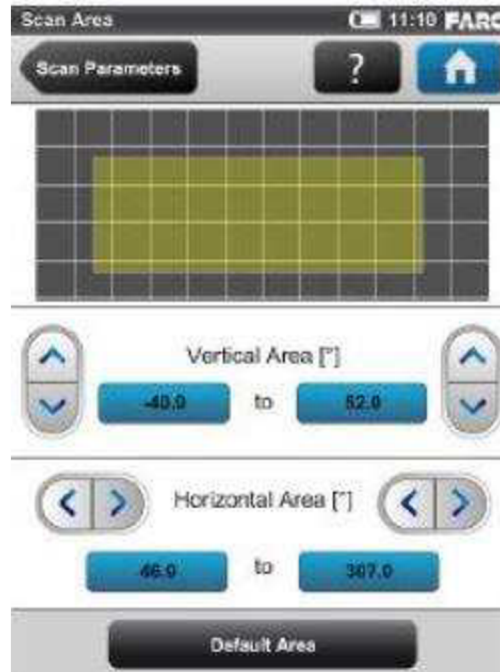 Scan Area 11:10 FARO
Scan Parameters ?
Vertical Area [°]
-40.0 to 52.0
Horizontal Area [°]
46.0 to 307.0
Default Area